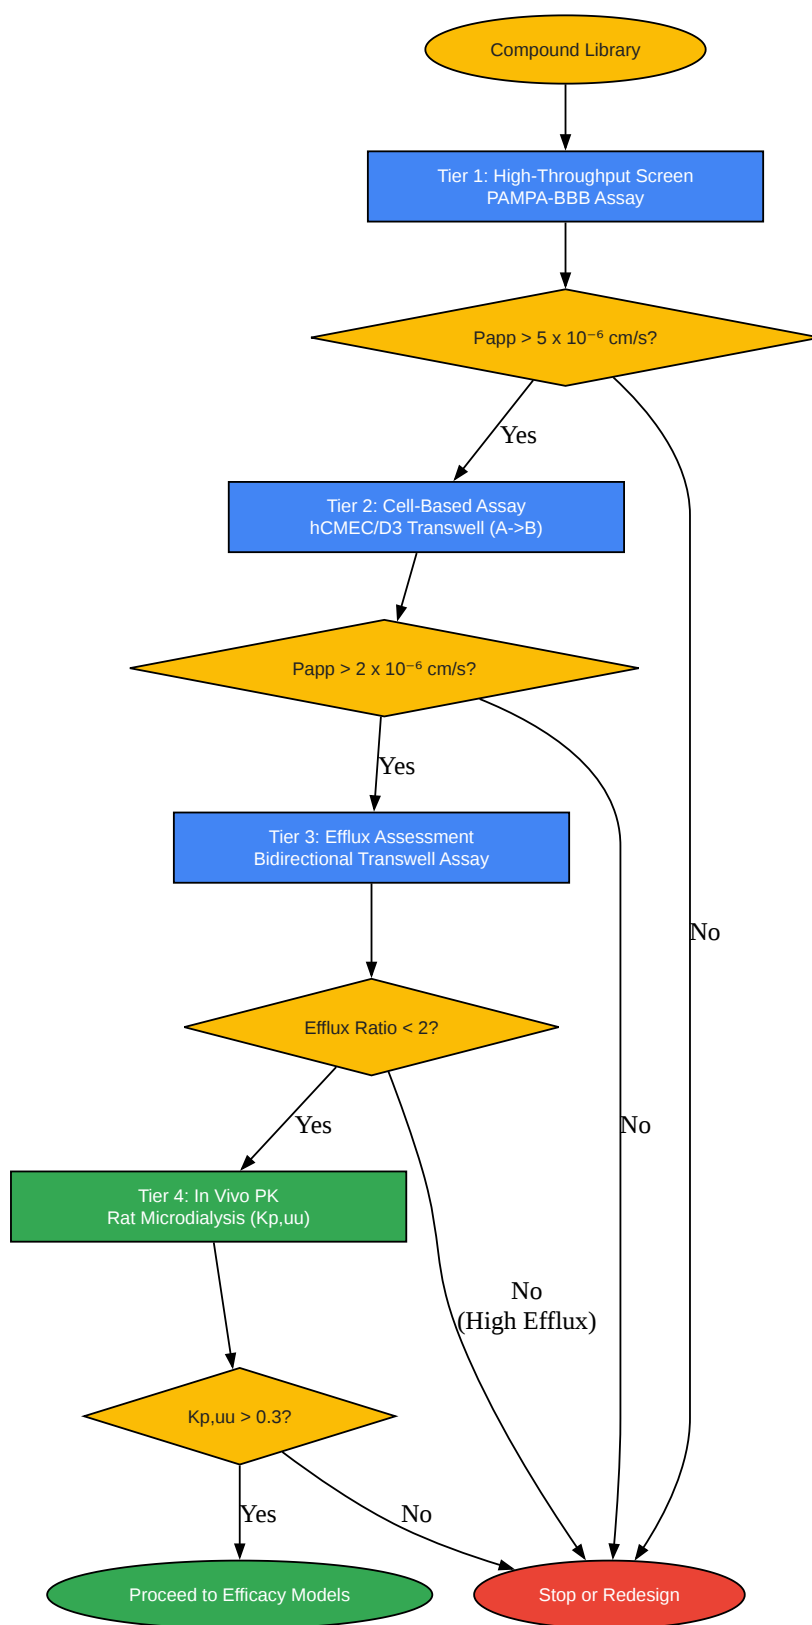 Compound Library
Tier 1: High-Throughput Screen
PAMPA-BBB Assay
Papp > 5 x 10⁻⁶ cm/s?
Yes
Tier 2: Cell-Based Assay
hCMEC/D3 Transwell (A->B)
Papp > 2 x 10⁻⁶ cm/s?
Yes
Tier 3: Efflux Assessment
Bidirectional Transwell Assay
No
Efflux Ratio < 2?
Yes
No
Tier 4: In Vivo PK
Rat Microdialysis (Kp,uu)
No
(High Efflux)
Kp,uu > 0.3?
Yes
No
Proceed to Efficacy Models
Stop or Redesign